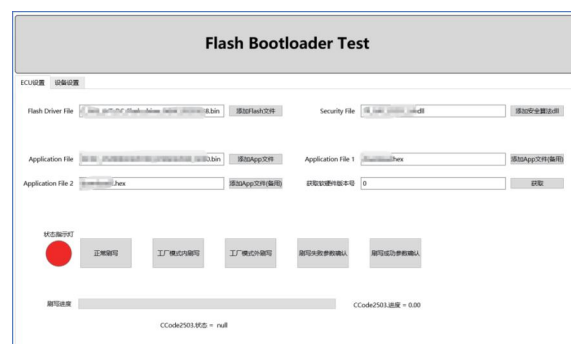 Flash Bootloader Test
ECU设置 设备设置
Flash Driver File 8.bin 添加Flash文件 Security File dll 添加安全算法dll
Application File .bin 添加App文件 Application File 1 .hex 添加App文件(备用)
Application File 2 .hex 添加App文件(备用) 获取软硬件版本号 0 获取
状态指示灯
正常刷写 工厂模式内刷写 工厂模式外刷写 刷写失败参数确认 刷写成功参数确认
刷写进度 CCode2503.进度 = 0.00
CCode2503.状态 = null